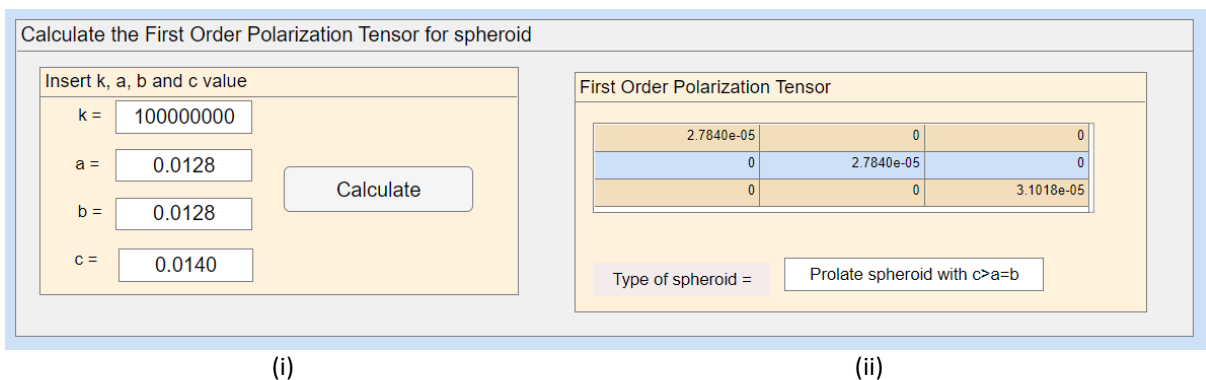 Calculate the First Order Polarization Tensor for spheroid
Insert k, a, b and c value
k = 100000000
a = 0.0128
b = 0.0128
c = 0.0140
Calculate
First Order Polarization Tensor
2.7840e-05 0 0
0 2.7840e-05 0
0 0 3.1018e-05
Type of spheroid = Prolate spheroid with c>a=b
(i) (ii)